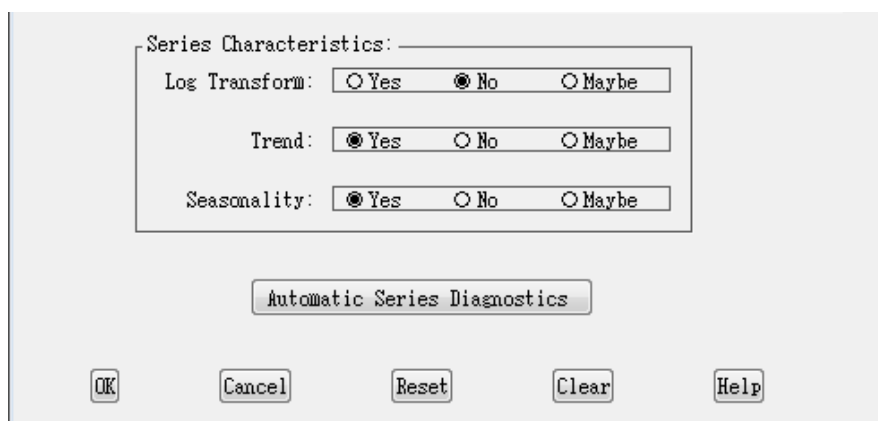 Series Characteristics:
Log Transform: Yes No Maybe
Trend: Yes No Maybe
Seasonality: Yes No Maybe
Automatic Series Diagnostics
OK Cancel Reset Clear Help